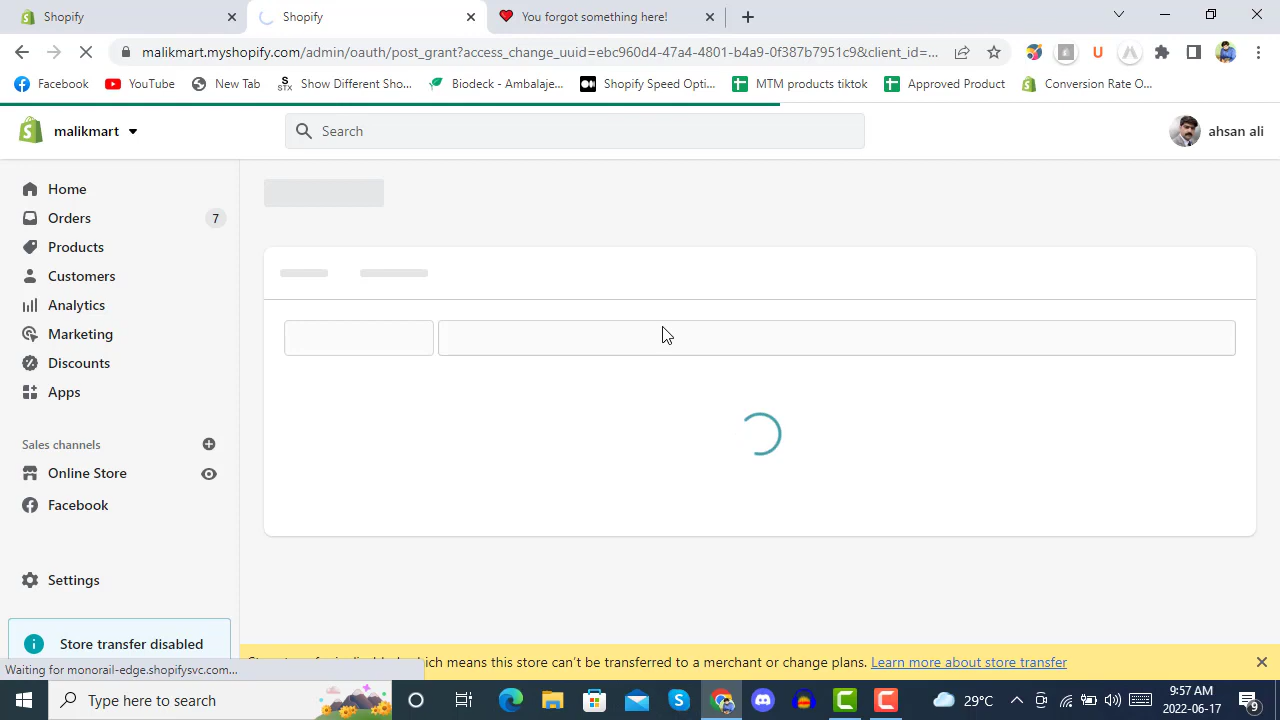 Shopify
Shopify
You forgot something here!
malikmart.myshopify.com/admin/oauth/post_grant?access_change_uuid=ebc960d4-47a4-4801-b4a9-0f387b7951c9&client_id=...
Facebook
YouTube
New Tab
STX
Show Different Sho...
Biodeck - Ambalaje...
Shopify Speed Opti...
MTM products tiktok
Approved Product
Conversion Rate O...
malikmart
Search
ahsan ali
Home
Orders
7
Products
Customers
Analytics
Marketing
Discounts
Apps
Sales channels
Online Store
Facebook
Settings
Store transfer disabled
which means this store can't be transferred to a merchant or change plans. Learn more about store transfer
Waiting for monorail-edge.shopifysvc.com...
Type here to search
29°C
9:57 AM
2022-06-17
9